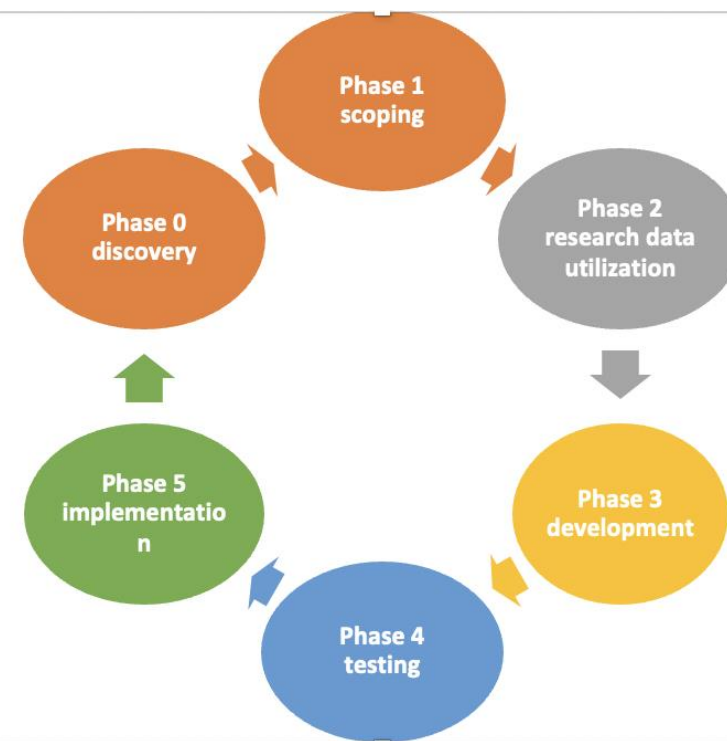 Phase 1
scoping
Phase 0
discovery
Phase 2
research data
utilization
Phase 5
implementatio
n
Phase 3
development
Phase 4
testing